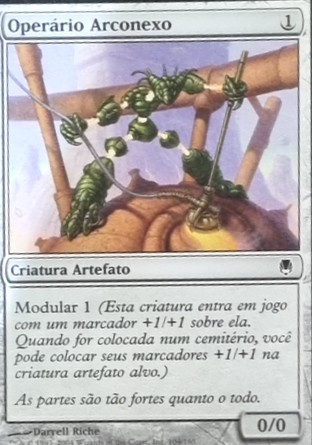 Operário Arconexo 1
Criatura Artefato
Modular 1 (Esta criatura entra em jogo
com um marcador +1/+1 sobre ela.
Quando for colocada num cemitério, você
pode colocar seus marcadores +1/+1 na
criatura artefato alvo.)
As partes são tão fortes quanto o todo.
0/0
Darrell Riche